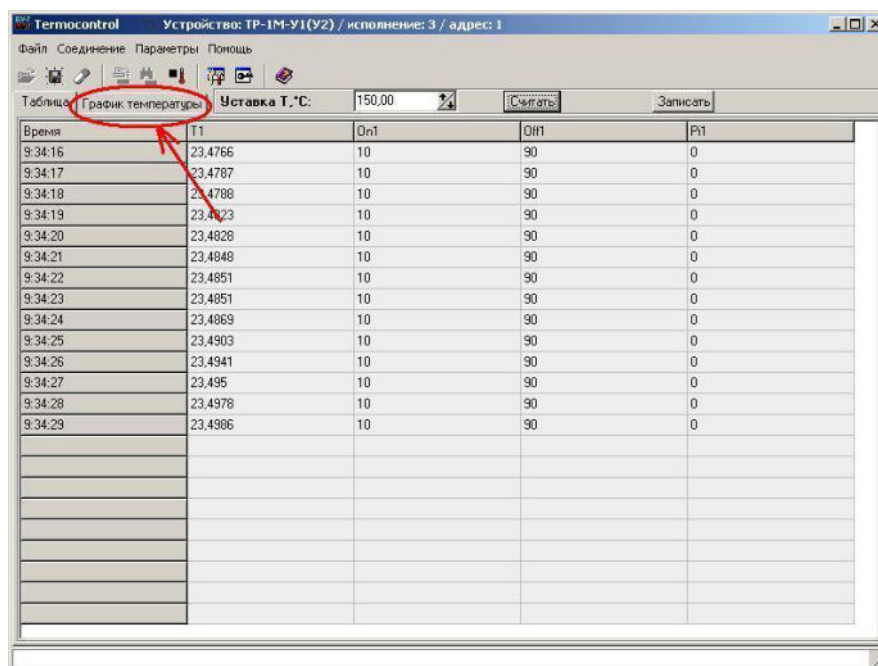 Termocontrol Устройство: ТР-1М-У1(У2) / исполнение: 3 / адрес: 1
Файл Соединение Параметры Помощь
Таблица График температуры Уставка Т,°С: 150,00 Считать Записать
Время T1 On1 Off1 Pi1
9:34:16 23,4766 10 90 0
9:34:17 23,4787 10 90 0
9:34:18 23,4788 10 90 0
9:34:19 23,4823 10 90 0
9:34:20 23,4828 10 90 0
9:34:21 23,4848 10 90 0
9:34:22 23,4851 10 90 0
9:34:23 23,4851 10 90 0
9:34:24 23,4869 10 90 0
9:34:25 23,4903 10 90 0
9:34:26 23,4941 10 90 0
9:34:27 23,495 10 90 0
9:34:28 23,4978 10 90 0
9:34:29 23,4986 10 90 0